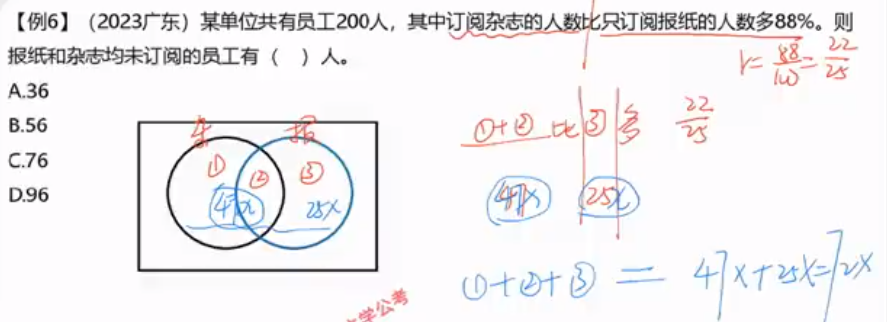 【例6】（2023广东）某单位共有员工200人，其中订阅杂志的人数比只订阅报纸的人数多88%。则
报纸和杂志均未订阅的员工有（ ）人。
A.36
B.56
C.76
D.96
r=88/100=22/25
①+②比③多 22/25
47x 25x
杂 报
① ② ③
47x 25x
①+②+③=47x+25x=72x
学公考